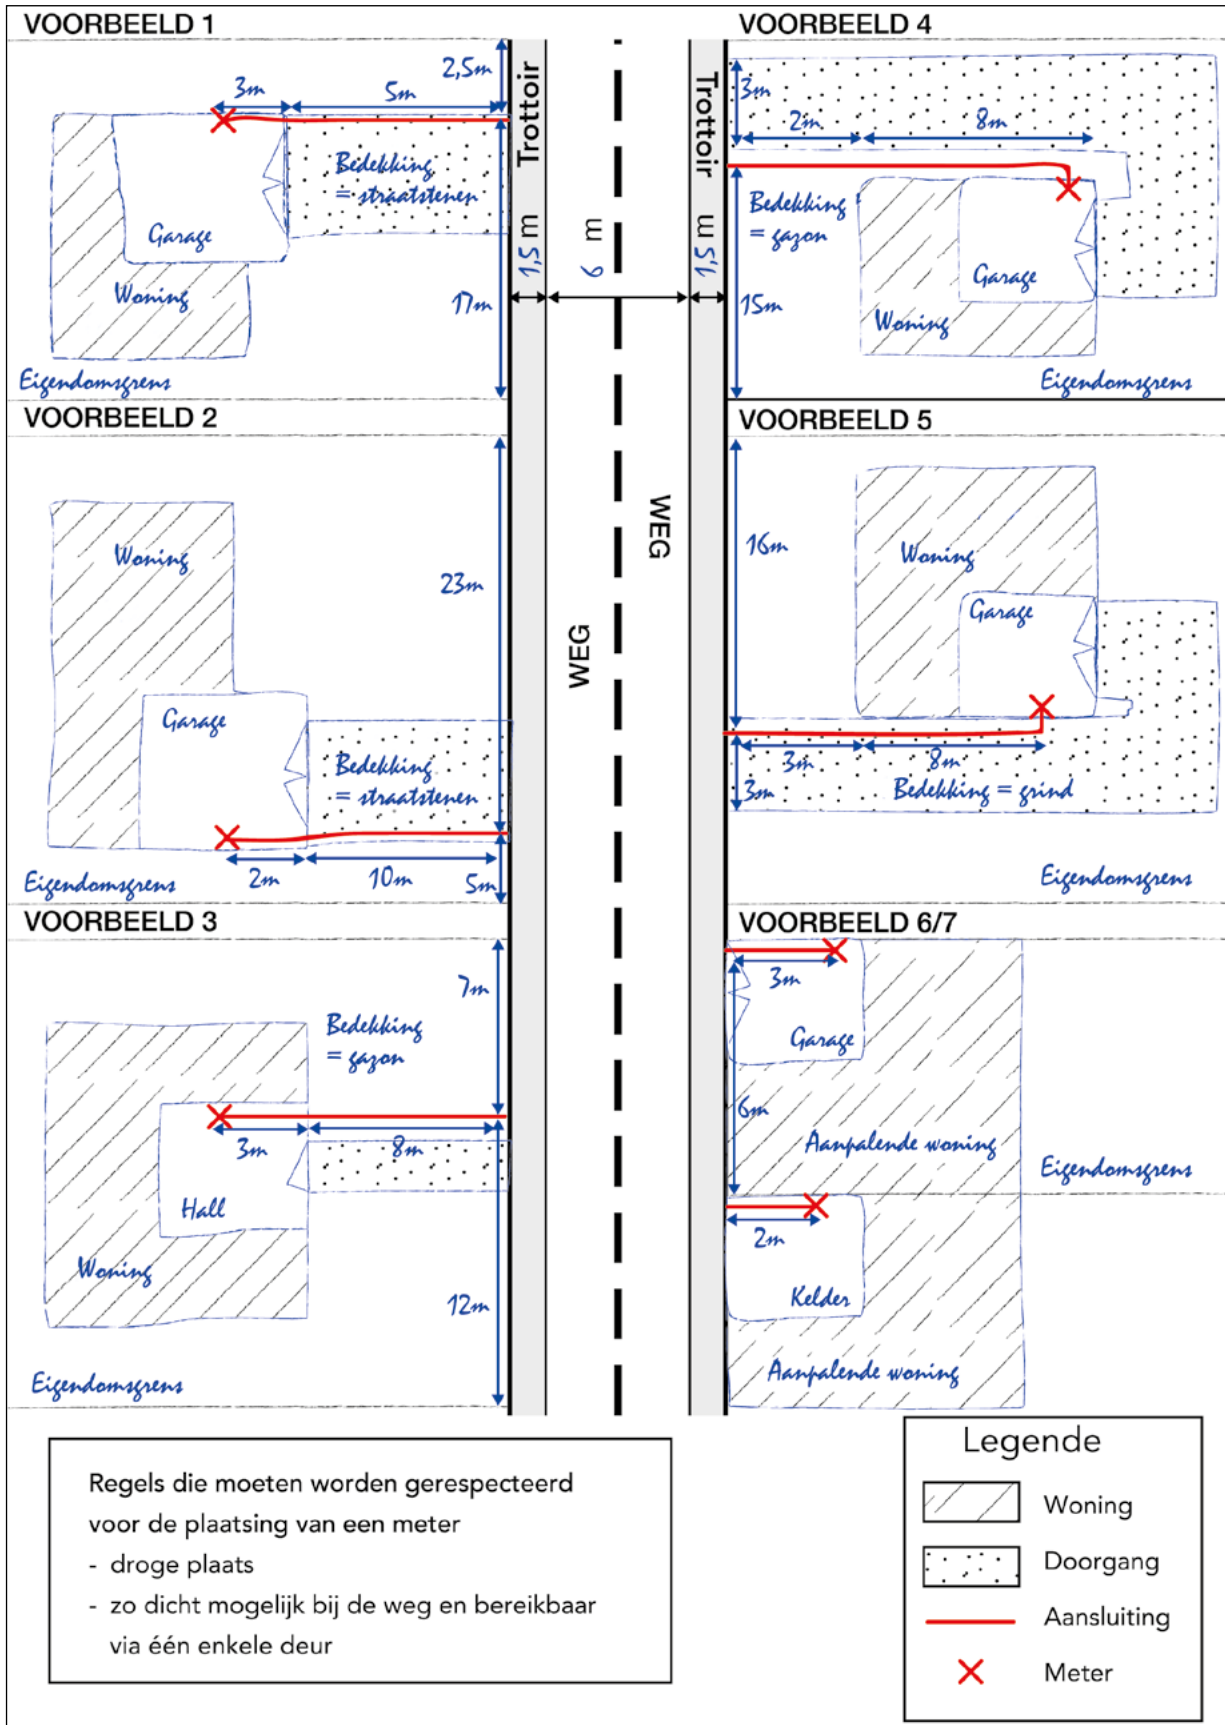 VOORBEELD 1
2,5m
3m
5m
Bedekking
= straatstenen
Garage
Woning
17m
Eigendomsgrens
VOORBEELD 2
Woning
23m
Garage
Bedekking
= straatstenen
Eigendomsgrens
2m
10m
5m
VOORBEELD 3
7m
Bedekking
= gazon
3m
8m
Hall
Woning
12m
Eigendomsgrens
Trottoir
1,5 m
6 m
WEG
WEG
Trottoir
1,5 m
VOORBEELD 4
3m
2m
8m
Bedekking
= gazon
Garage
15m
Woning
Eigendomsgrens
VOORBEELD 5
16m
Woning
Garage
3m
8m
3m
Bedekking = grind
Eigendomsgrens
VOORBEELD 6/7
3m
Garage
6m
Aanpalende woning
Eigendomsgrens
2m
Kelder
Aanpalende woning
Regels die moeten worden gerespecteerd
voor de plaatsing van een meter
- droge plaats
- zo dicht mogelijk bij de weg en bereikbaar
via één enkele deur
Legende
Woning
Doorgang
Aansluiting
Meter